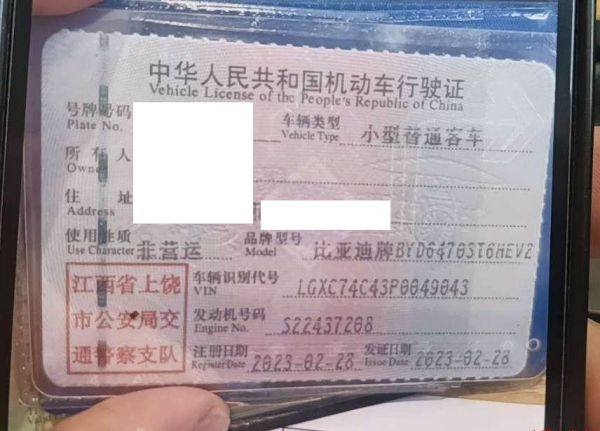 中华人民共和国机动车行驶证
Vehicle License of the People's Republic of China
号牌号码 车辆类型 小型普通客车
Plate No. Vehicle Type
所有人
Owner
住址
Address
使用性质 非营运 品牌型号 比亚迪牌BYD6470ST6HEV2
Use Character Model
江西省上饶
市公安局交
通警察支队
车辆识别代号 LGXC74C43P0049043
VIN
发动机号码 S22437208
Engine No.
注册日期 2023-02-28 发证日期 2023-02-28
Register Date Issue Date